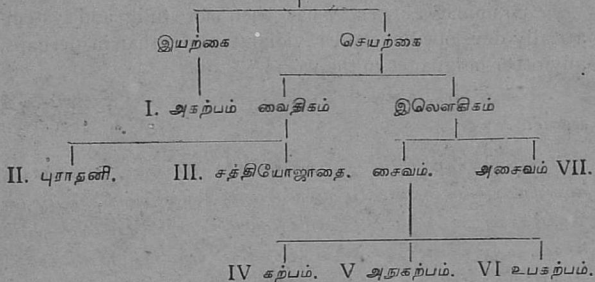 இயற்கை செயற்கை
I. அகற்பம் வைதிகம் இலௌகிகம்
II. புராதனி. III. சத்தியோஜாதை. சைவம். அசைவம் VII.
IV கற்பம். V அநுகற்பம். VI உபகற்பம்.